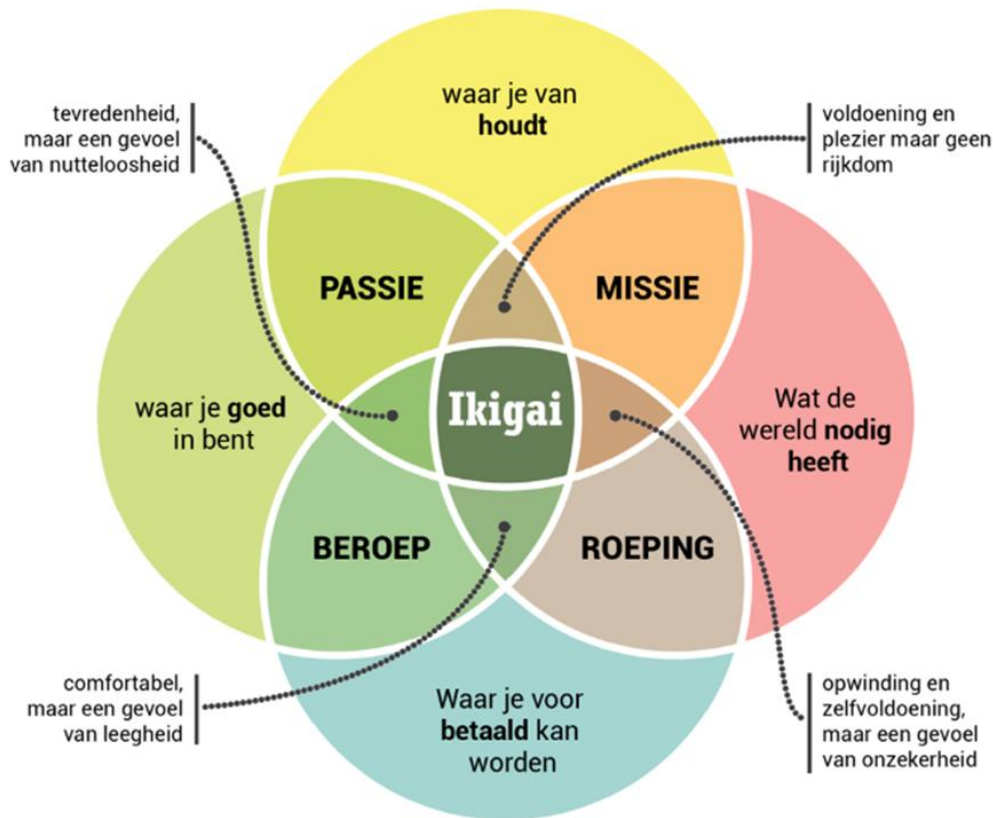 waar je van
houdt
tevredenheid,
maar een gevoel
van nutteloosheid
voldoening en
plezier maar geen
rijkdom
PASSIE
MISSIE
waar je goed
in bent
Ikigai
Wat de
wereld nodig
heeft
BEROEP
ROEPING
comfortabel,
maar een gevoel
van leegheid
Waar je voor
betaald kan
worden
opwinding en
zelfvoldoening,
maar een gevoel
van onzekerheid